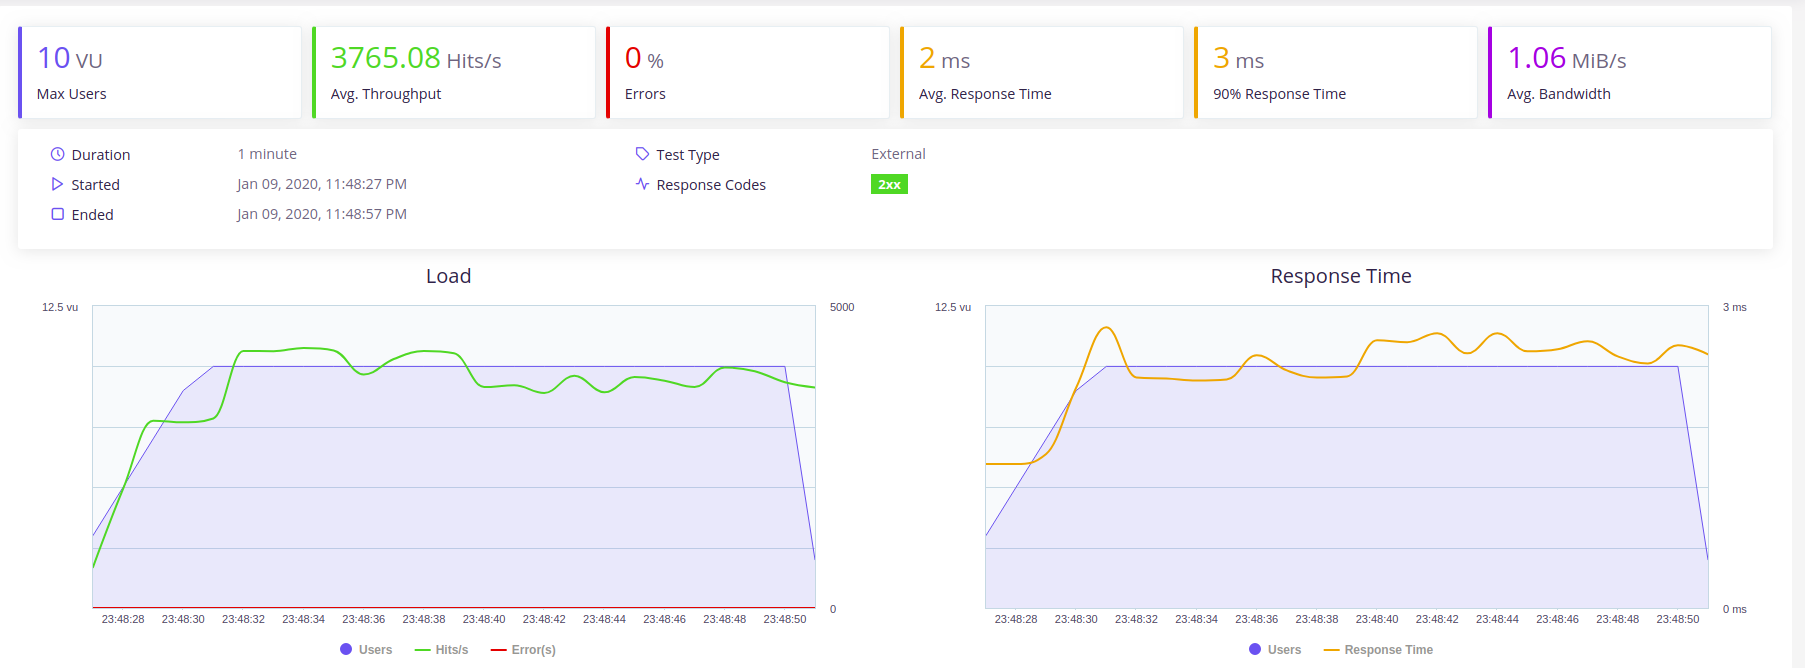 10 VU
Max Users
3765.08 Hits/s
Avg. Throughput
0 %
Errors
2 ms
Avg. Response Time
3 ms
90% Response Time
1.06 MiB/s
Avg. Bandwidth
Duration 1 minute
Started Jan 09, 2020, 11:48:27 PM
Ended Jan 09, 2020, 11:48:57 PM
Test Type External
Response Codes 2xx
Load
12.5 vu 5000
0
23:48:28 23:48:30 23:48:32 23:48:34 23:48:36 23:48:38 23:48:40 23:48:42 23:48:44 23:48:46 23:48:48 23:48:50
Users Hits/s Error(s)
Response Time
12.5 vu 3 ms
0 ms
23:48:28 23:48:30 23:48:32 23:48:34 23:48:36 23:48:38 23:48:40 23:48:42 23:48:44 23:48:46 23:48:48 23:48:50
Users Response Time